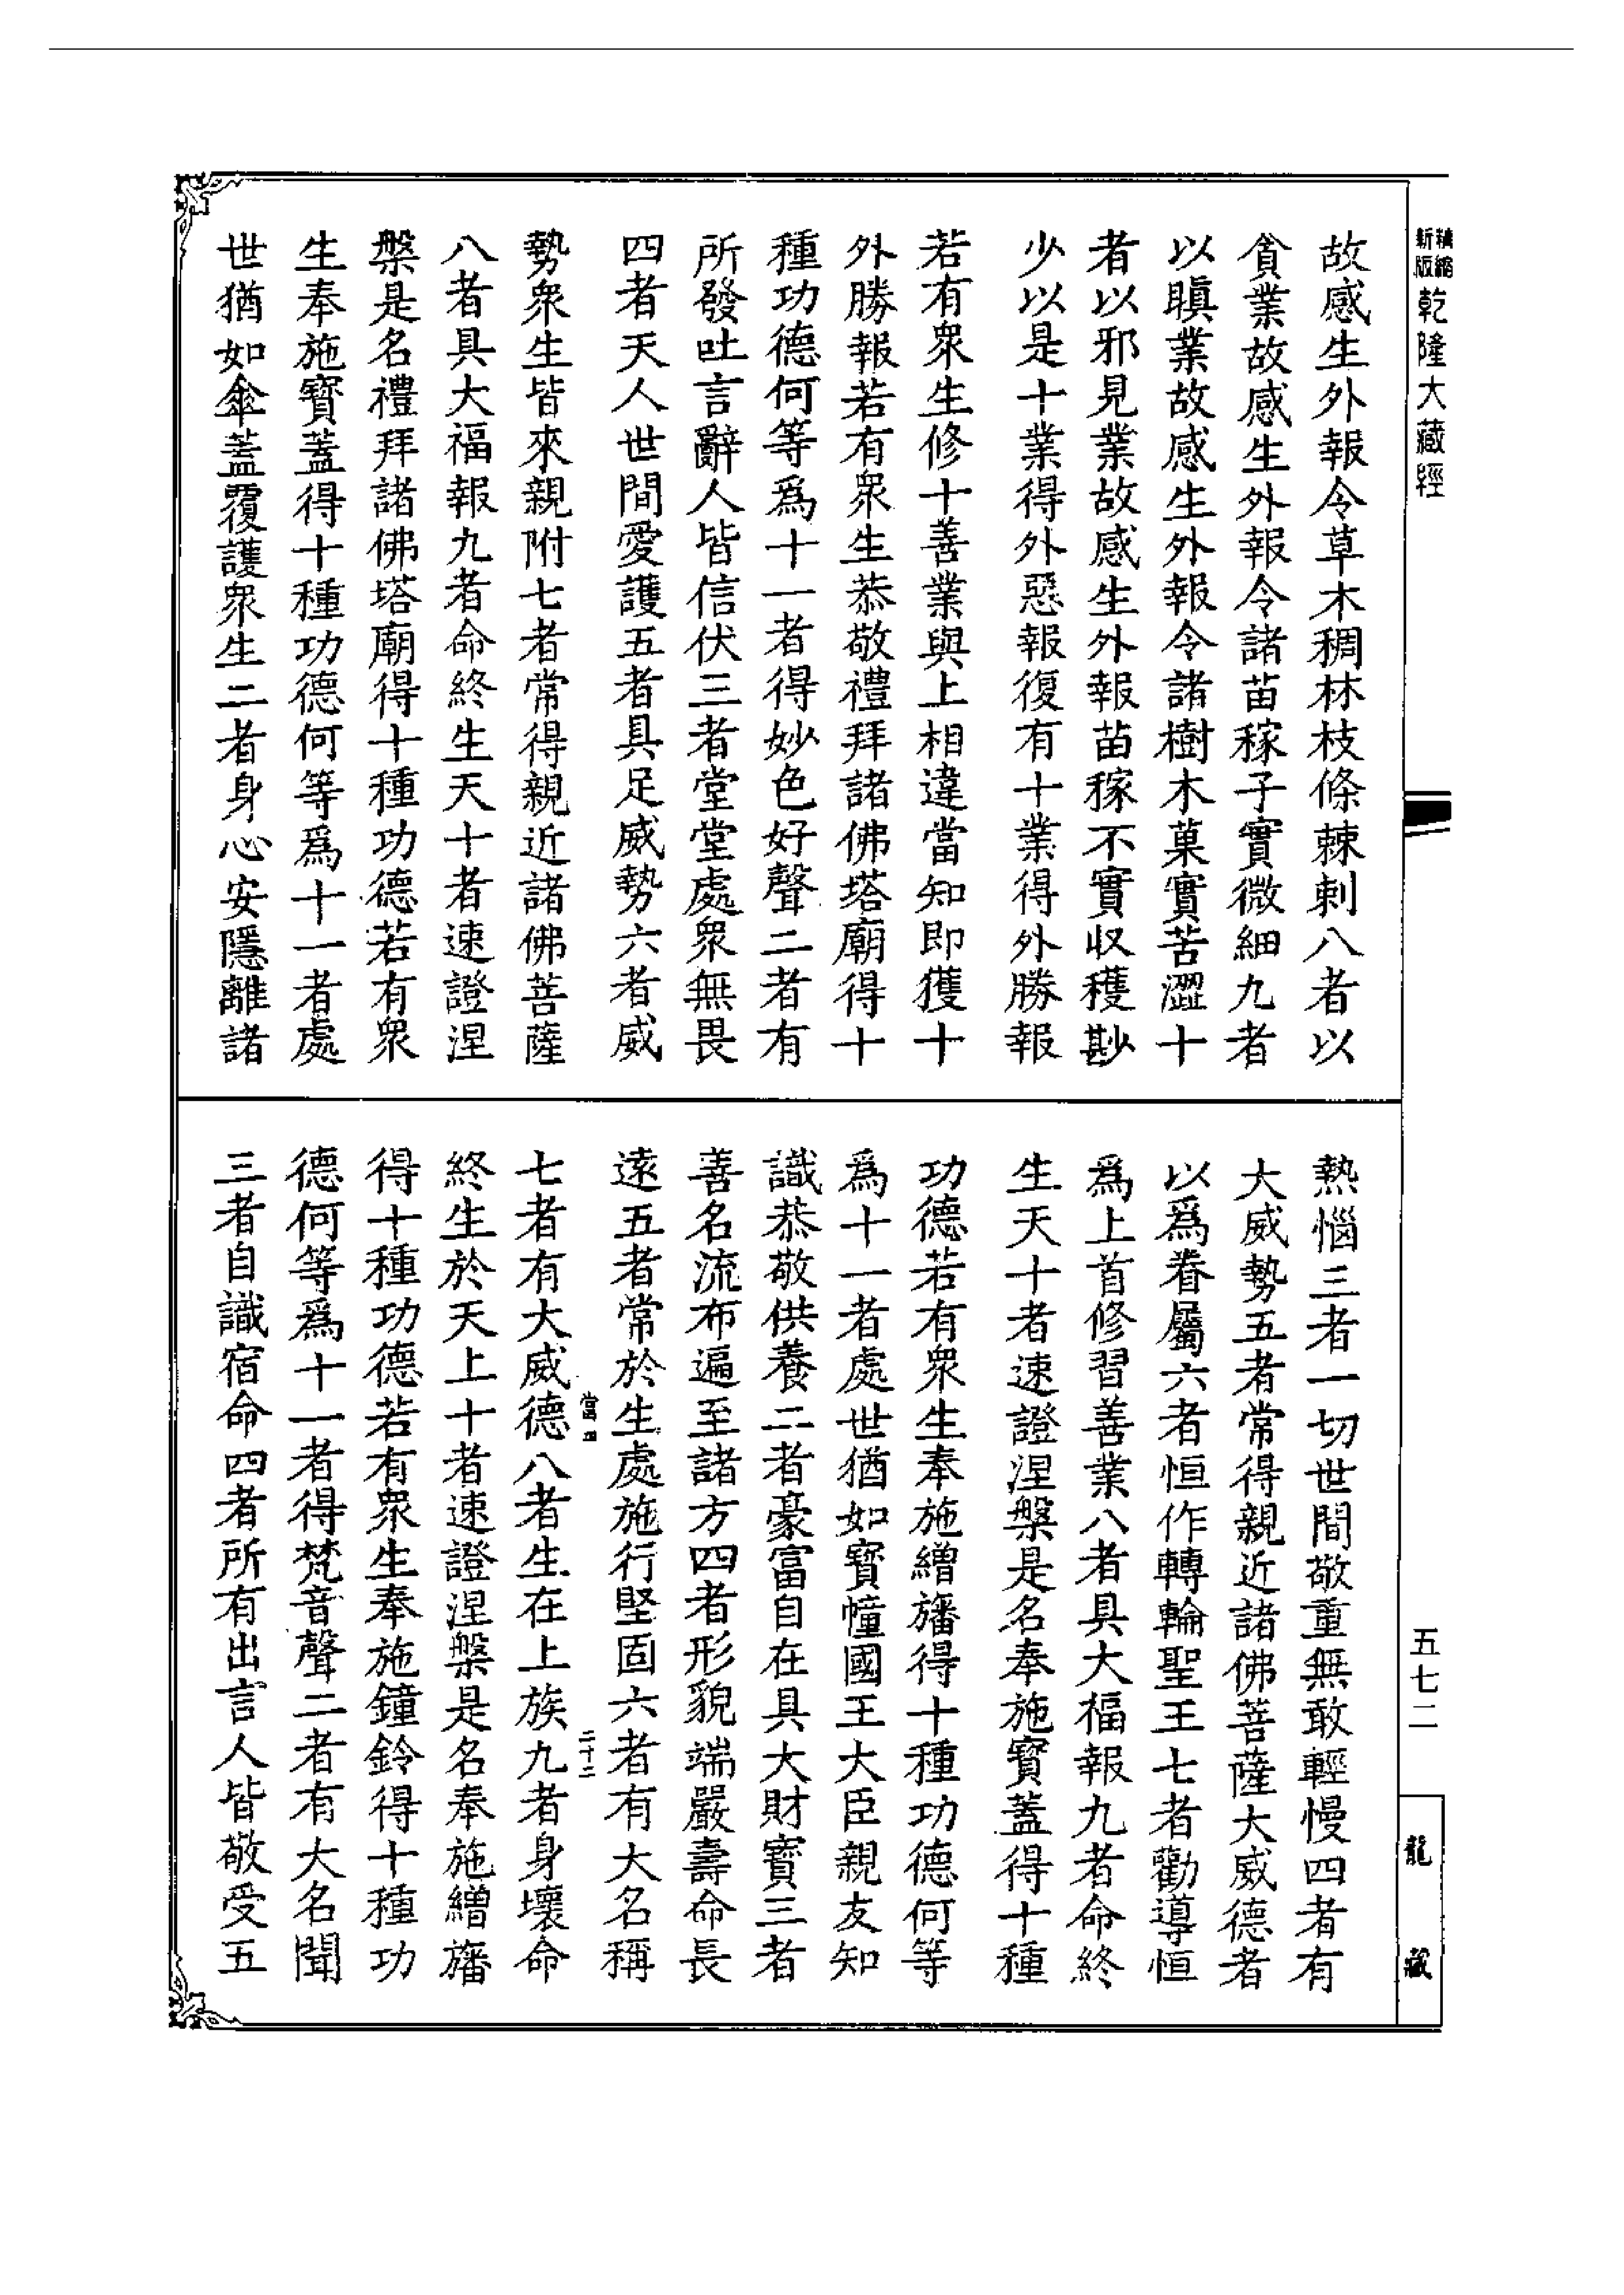 新版
精縮
乾隆大藏經
故感生外報令草木稠林枝條棘刺八者以
貪業故感生外報令諸苗稼子實微細九者
以瞋業故感生外報令諸樹木菓實苦澀十
者以邪見業故感生外報苗稼不實収穫尠
少以是十業得外惡報復有十業得外勝報
若有衆生修十善業與上相違當知即獲十
外勝報若有衆生恭敬禮拜諸佛塔廟得十
種功德何等爲十一者得妙色好聲二者有
所發吐言辭人皆信伏三者堂堂處衆無畏
四者天人世間愛護五者具足威勢六者威
勢衆生皆來親附七者常得親近諸佛菩薩
八者具大福報九者命終生天十者速證涅
槃是名禮拜諸佛塔廟得十種功德若有衆
生奉施寶蓋得十種功德何等爲十一者處
世猶如傘蓋覆護衆生二者身心安隱離諸
熱惱三者一切世間敬重無敢輕慢四者有
大威勢五者常得親近諸佛菩薩大威德者
以爲眷屬六者恒作轉輪聖王七者勸導恒
爲上首修習善業八者具大福報九者命終
生天十者速證涅槃是名奉施寶蓋得十種
功德若有衆生奉施繒旛得十種功德何等
爲十一者處世猶如寶幢國王大臣親友知
識恭敬供養二者豪富自在具大財寶三者
善名流布遍至諸方四者形貌端嚴壽命長
遠五者常於生處施行堅固六者有大名稱
當四
二十二
七者有大威德八者生在上族九者身壞命
終生於天上十者速證涅槃是名奉施繒旛
得十種功德若有衆生奉施鐘鈴得十種功
德何等爲十一者得梵音聲二者有大名聞
三者自識宿命四者所有出言人皆敬受五
五七二
龍藏